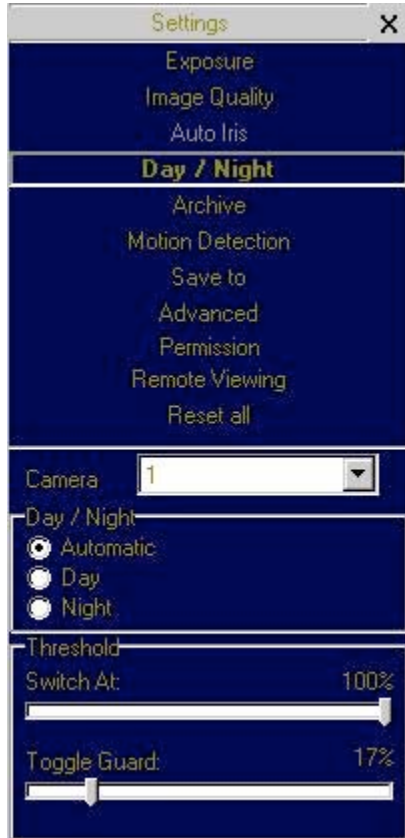 Settings X
Exposure
Image Quality
Auto Iris
Day / Night
Archive
Motion Detection
Save to
Advanced
Permission
Remote Viewing
Reset all
Camera 1
Day / Night
Automatic
Day
Night
Threshold
Switch At: 100%
Toggle Guard: 17%